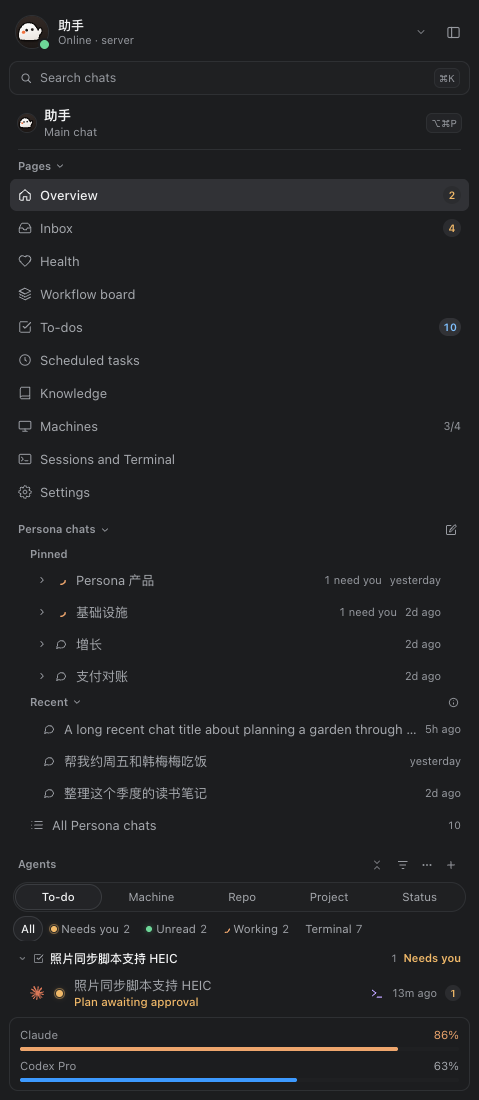 助手
Online · server
Search chats ⌘K
助手
Main chat ⌥⌘P
Pages
Overview 2
Inbox 4
Health
Workflow board
To-dos 10
Scheduled tasks
Knowledge
Machines 3/4
Sessions and Terminal
Settings
Persona chats
Pinned
Persona 产品 1 need you yesterday
基础设施 1 need you 2d ago
增长 2d ago
支付对账 2d ago
Recent
A long recent chat title about planning a garden through ... 5h ago
帮我约周五和韩梅梅吃饭 yesterday
整理这个季度的读书笔记 2d ago
All Persona chats 10
Agents
To-do Machine Repo Project Status
All Needs you 2 Unread 2 Working 2 Terminal 7
照片同步脚本支持 HEIC 1 Needs you
照片同步脚本支持 HEIC 13m ago 1
Plan awaiting approval
Claude 86%
Codex Pro 63%